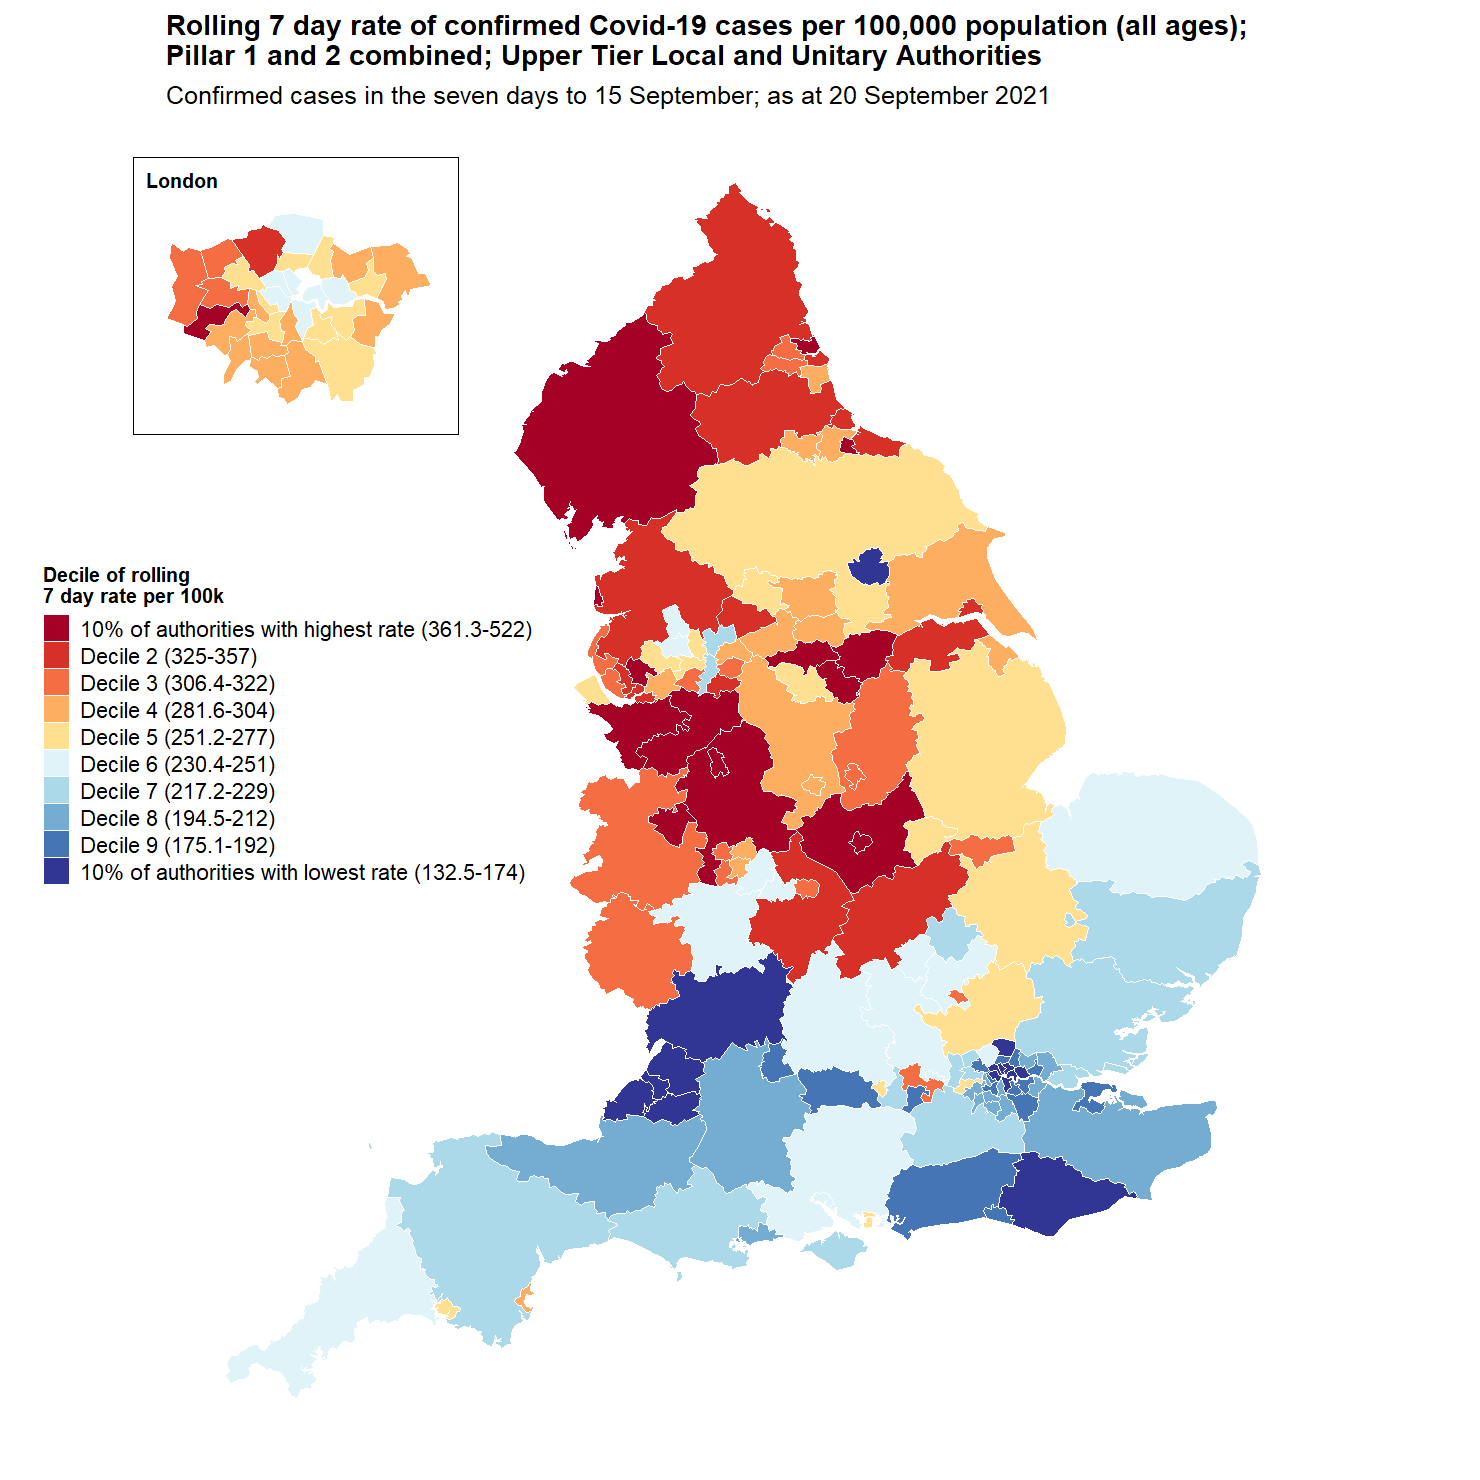 Rolling 7 day rate of confirmed Covid-19 cases per 100,000 population (all ages);
Pillar 1 and 2 combined; Upper Tier Local and Unitary Authorities
Confirmed cases in the seven days to 15 September; as at 20 September 2021
London
Decile of rolling
7 day rate per 100k
10% of authorities with highest rate (361.3-522)
Decile 2 (325-357)
Decile 3 (306.4-322)
Decile 4 (281.6-304)
Decile 5 (251.2-277)
Decile 6 (230.4-251)
Decile 7 (217.2-229)
Decile 8 (194.5-212)
Decile 9 (175.1-192)
10% of authorities with lowest rate (132.5-174)